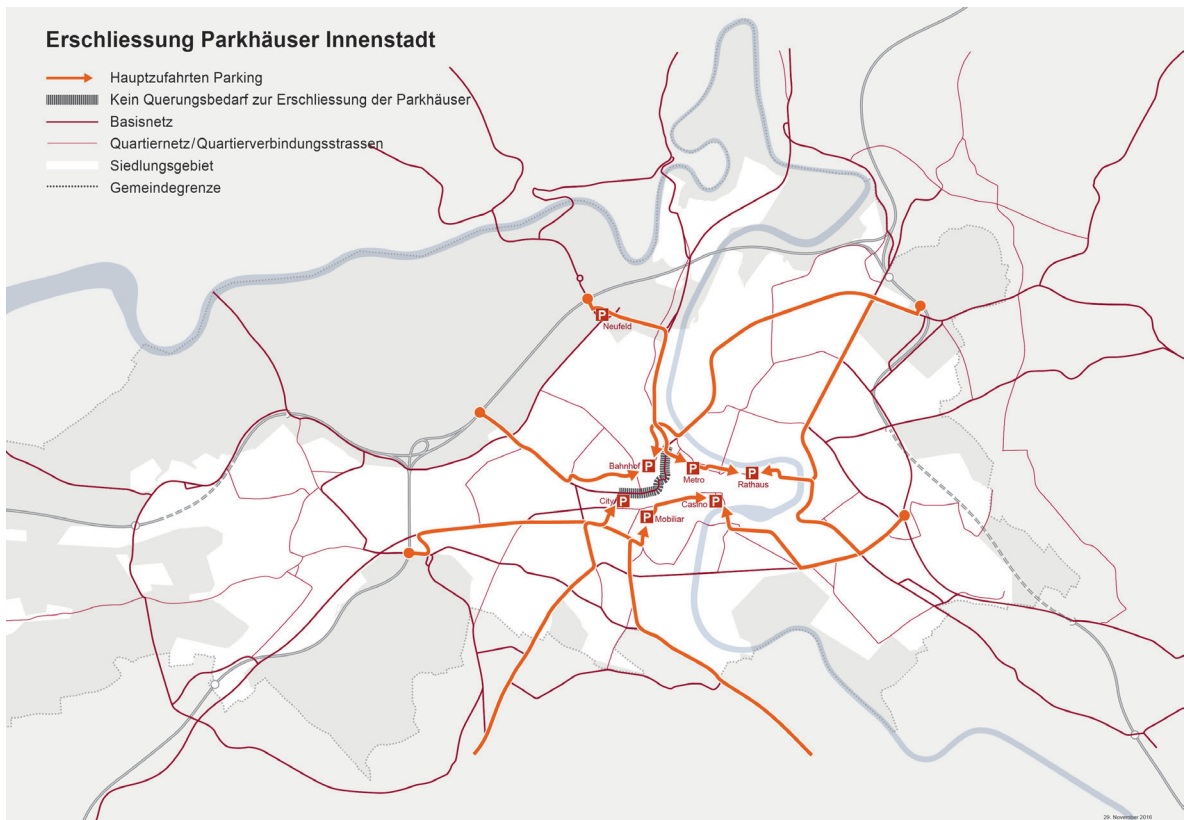 Erschliessung Parkhäuser Innenstadt
Hauptzufahrten Parking
Kein Querungsbedarf zur Erschliessung der Parkhäuser
Basisnetz
Quartiernetz/Quartierverbindungsstrassen
Siedlungsgebiet
Gemeindegrenze
P
Neufeld
Bahnhof P
P
Metro
P
Rathaus
City P
P Mobiliar
Casino P
29. November 2016